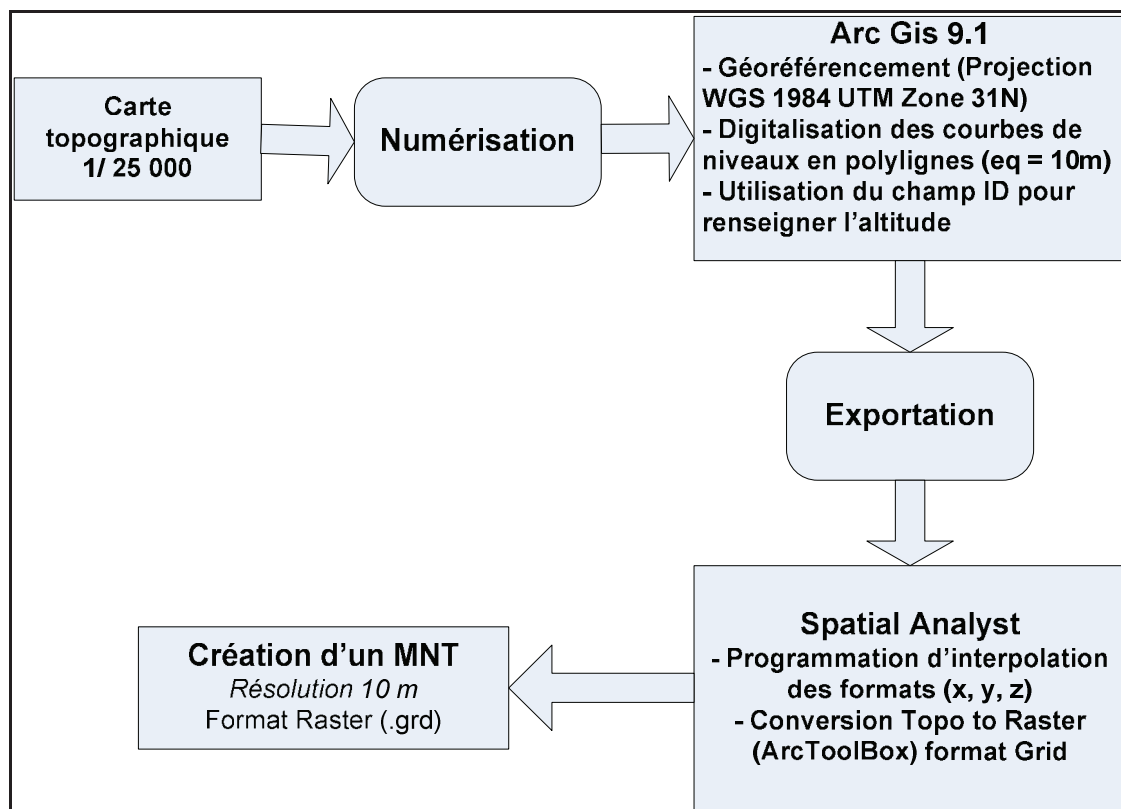 Carte
topographique
1/ 25 000
Numérisation
Arc Gis 9.1
- Géoréférencement (Projection
WGS 1984 UTM Zone 31N)
- Digitalisation des courbes de
niveaux en polylignes (eq = 10m)
- Utilisation du champ ID pour
renseigner l'altitude
Exportation
Spatial Analyst
- Programmation d'interpolation
des formats (x, y, z)
- Conversion Topo to Raster
(ArcToolBox) format Grid
Création d'un MNT
Résolution 10 m
Format Raster (.grd)